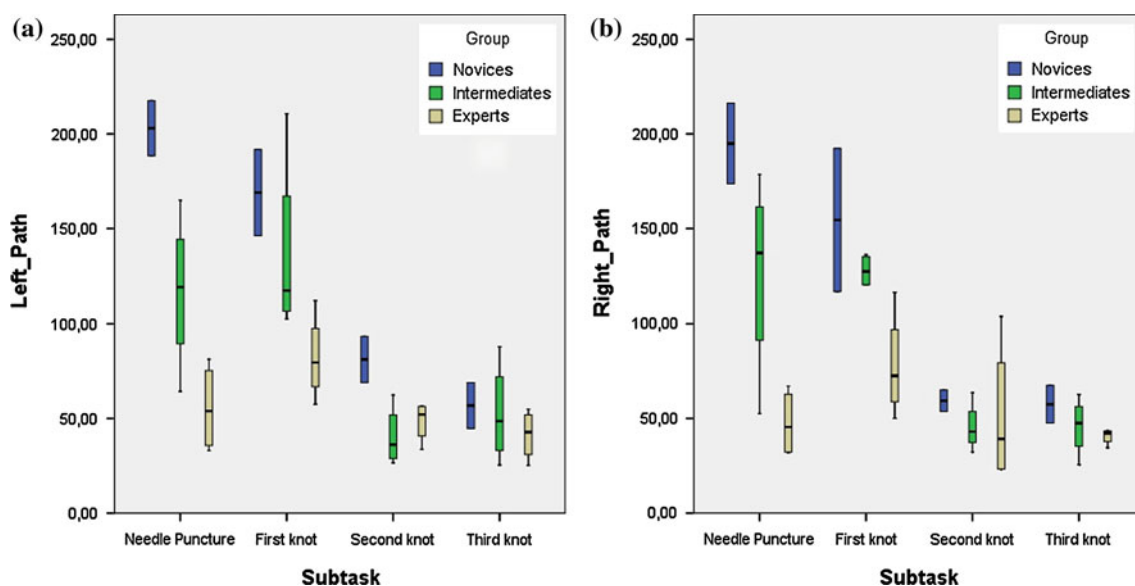 (a)
250,00
200,00
150,00
100,00
50,00
0,00
Left_Path
Group
Novices
Intermediates
Experts
Needle Puncture First knot Second knot Third knot
Subtask
(b)
250,00
200,00
150,00
100,00
50,00
0,00
Right_Path
Group
Novices
Intermediates
Experts
Needle Puncture First knot Second knot Third knot
Subtask